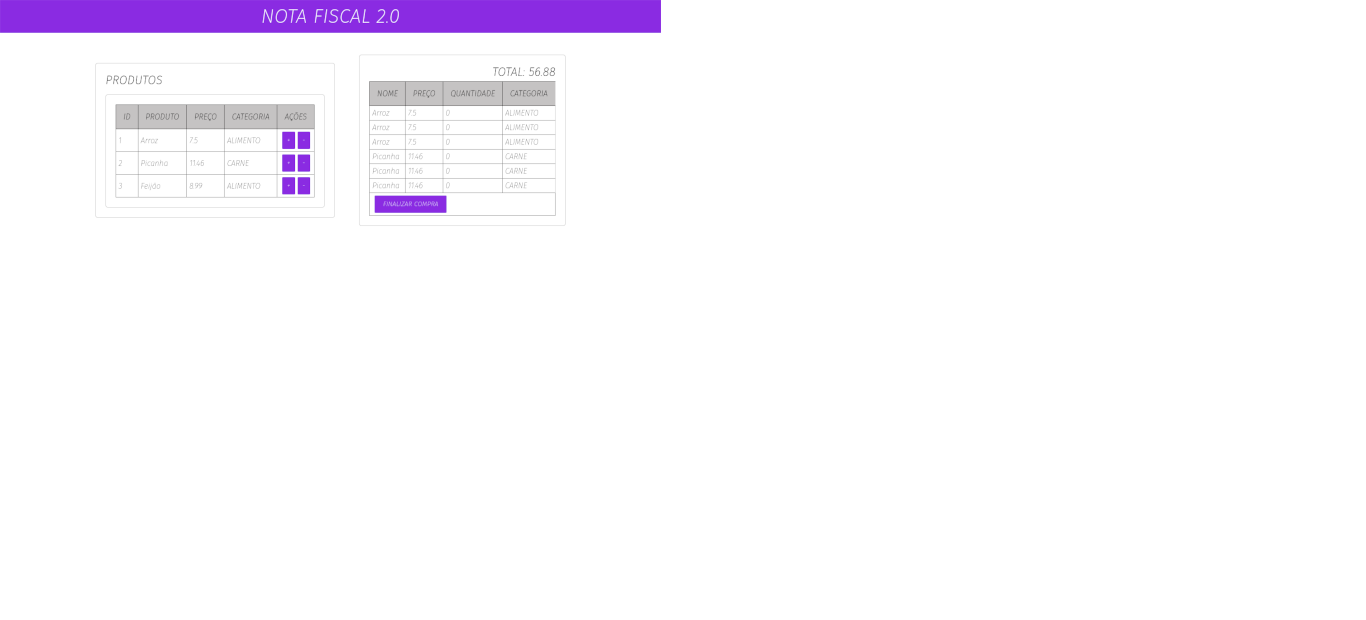 NOTA FISCAL 2.0
PRODUTOS
ID PRODUTO PREÇO CATEGORIA AÇÕES
1 Arroz 7.5 ALIMENTO + -
2 Picanha 11.46 CARNE + -
3 Feijão 8.99 ALIMENTO + -
TOTAL: 56.88
NOME PREÇO QUANTIDADE CATEGORIA
Arroz 7.5 0 ALIMENTO
Arroz 7.5 0 ALIMENTO
Arroz 7.5 0 ALIMENTO
Picanha 11.46 0 CARNE
Picanha 11.46 0 CARNE
Picanha 11.46 0 CARNE
FINALIZAR COMPRA